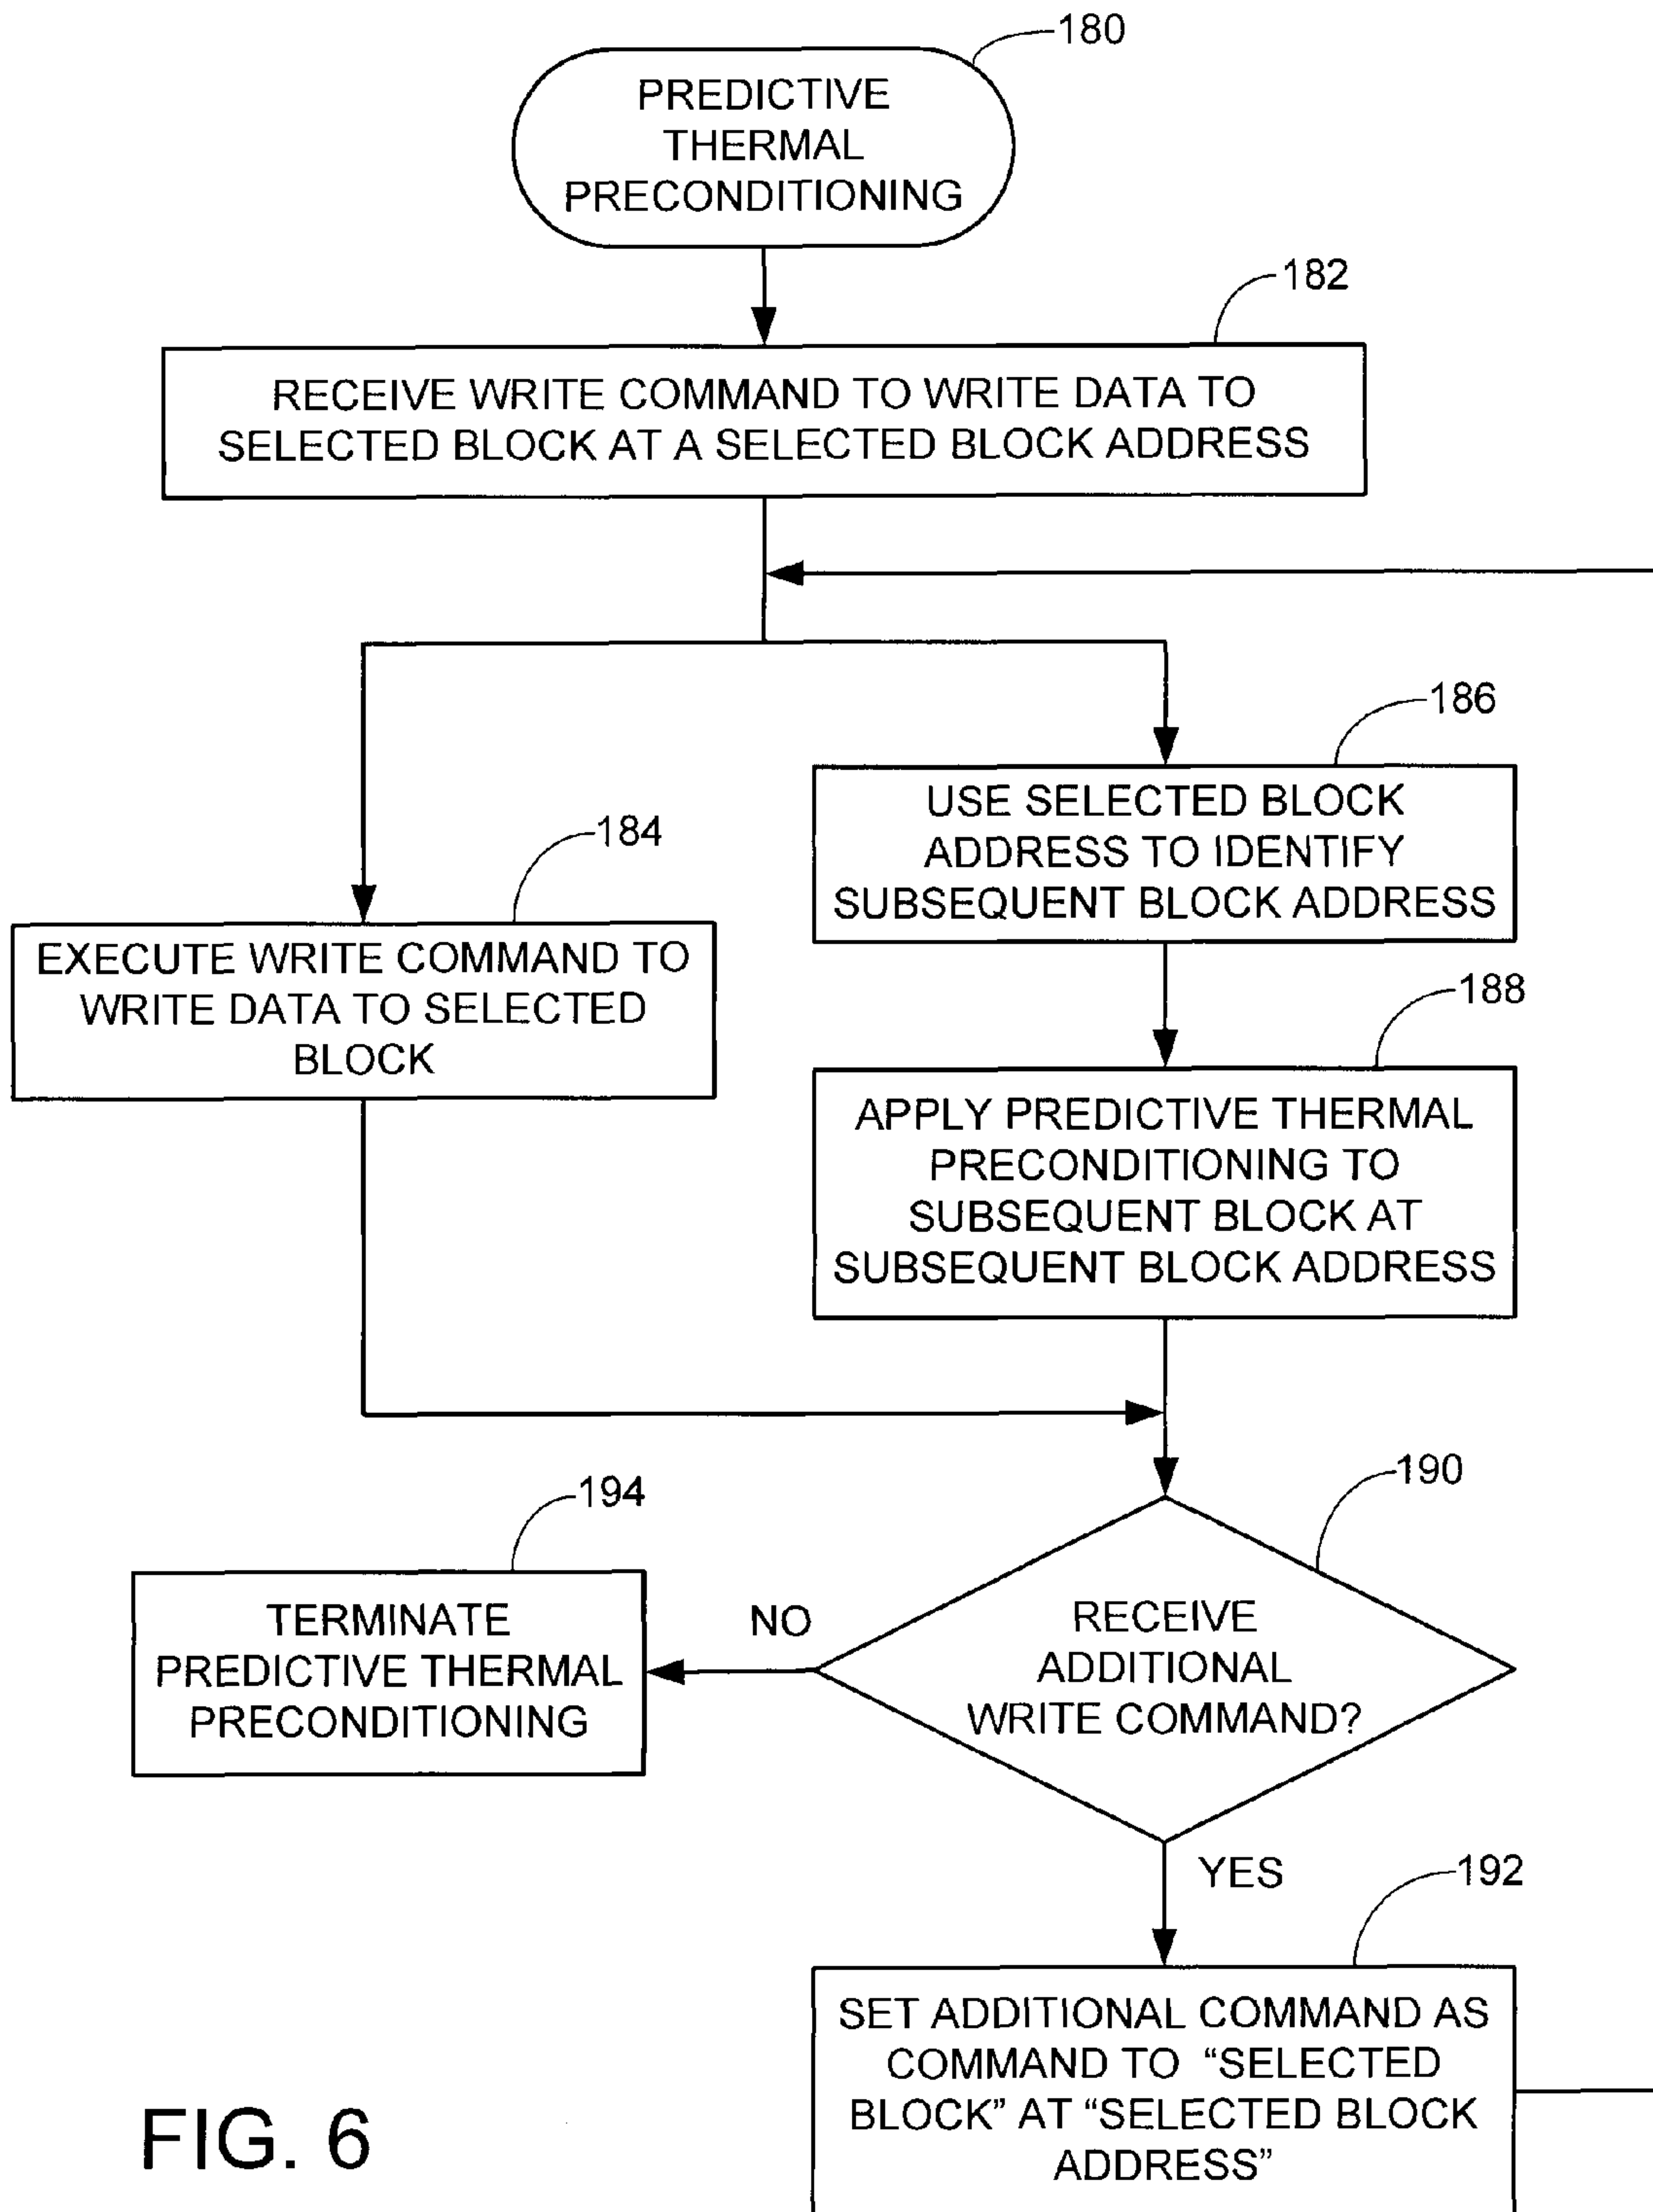 180
PREDICTIVE
THERMAL
PRECONDITIONING
182
RECEIVE WRITE COMMAND TO WRITE DATA TO
SELECTED BLOCK AT A SELECTED BLOCK ADDRESS
186
USE SELECTED BLOCK
ADDRESS TO IDENTIFY
SUBSEQUENT BLOCK ADDRESS
184
EXECUTE WRITE COMMAND TO
WRITE DATA TO SELECTED
BLOCK
188
APPLY PREDICTIVE THERMAL
PRECONDITIONING TO
SUBSEQUENT BLOCK AT
SUBSEQUENT BLOCK ADDRESS
190
RECEIVE
ADDITIONAL
WRITE COMMAND?
NO
194
TERMINATE
PREDICTIVE THERMAL
PRECONDITIONING
YES
192
SET ADDITIONAL COMMAND AS
COMMAND TO “SELECTED
BLOCK” AT “SELECTED BLOCK
ADDRESS”
FIG. 6